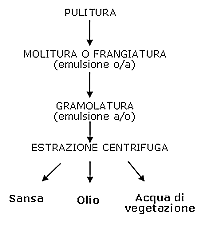 PULITURA
MOLITURA O FRANGIATURA
(emulsione o/a)
GRAMOLATURA
(emulsione a/o)
ESTRAZIONE CENTRIFUGA
Sansa Olio Acqua di
vegetazione